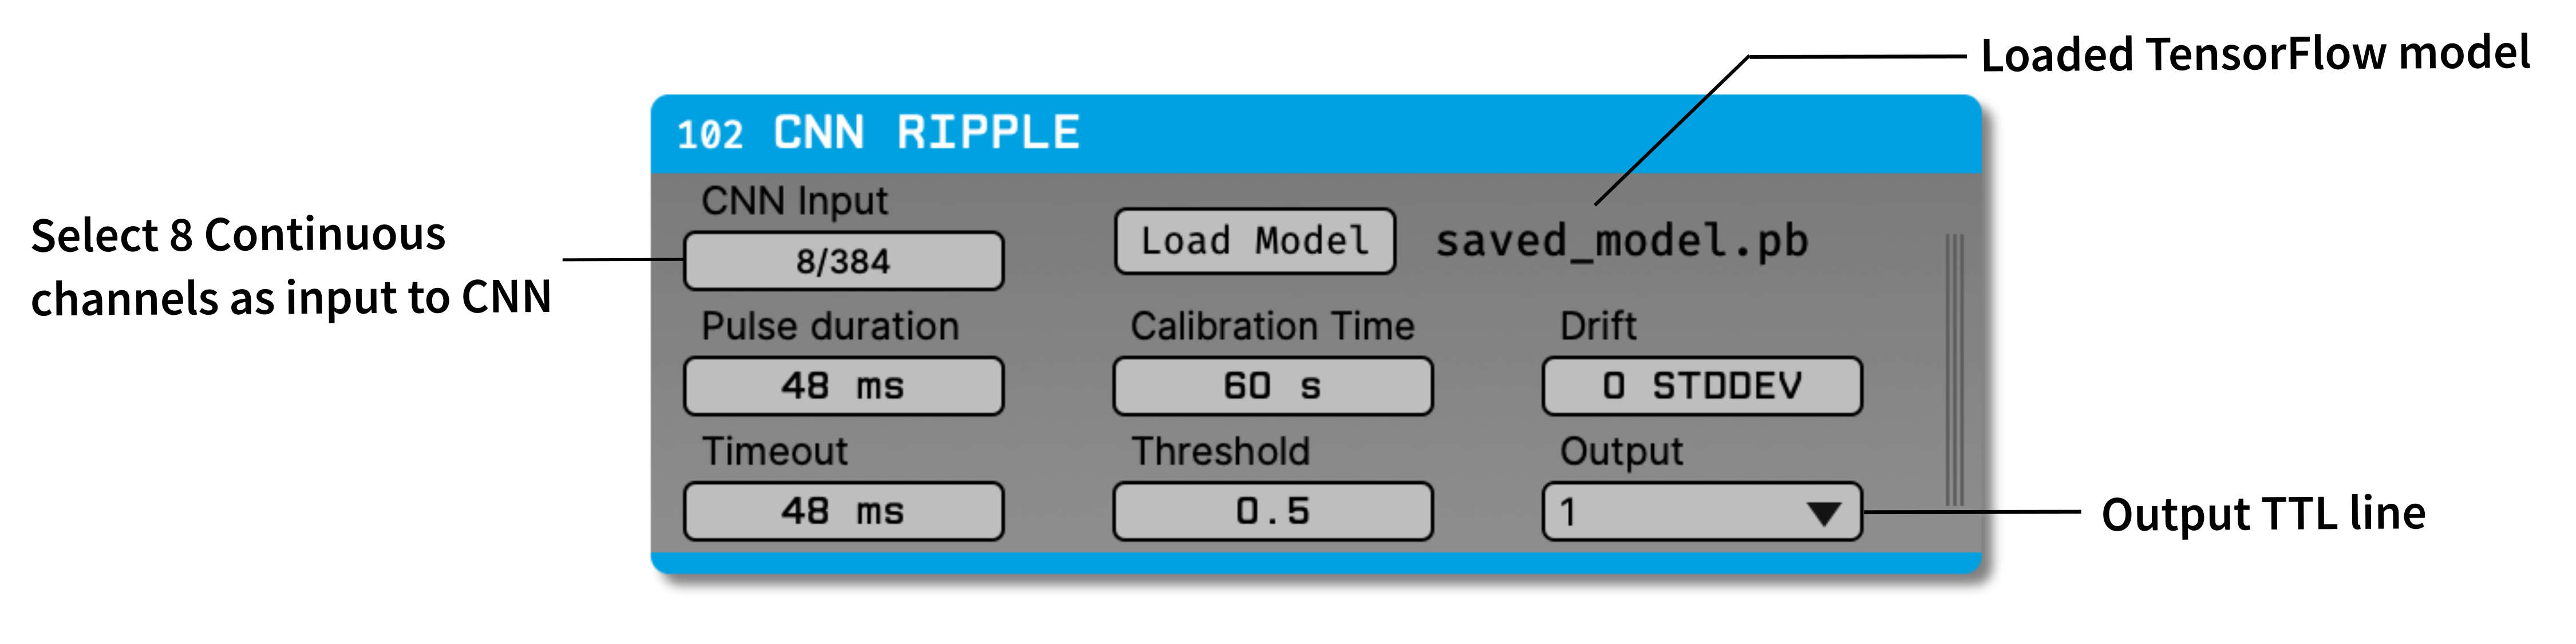 Loaded TensorFlow model
102 CNN RIPPLE
Select 8 Continuous
channels as input to CNN
CNN Input
8/384
Load Model saved_model.pb
Pulse duration Calibration Time Drift
48 ms 60 s 0 STDDEV
Timeout Threshold Output
48 ms 0.5 1
Output TTL line